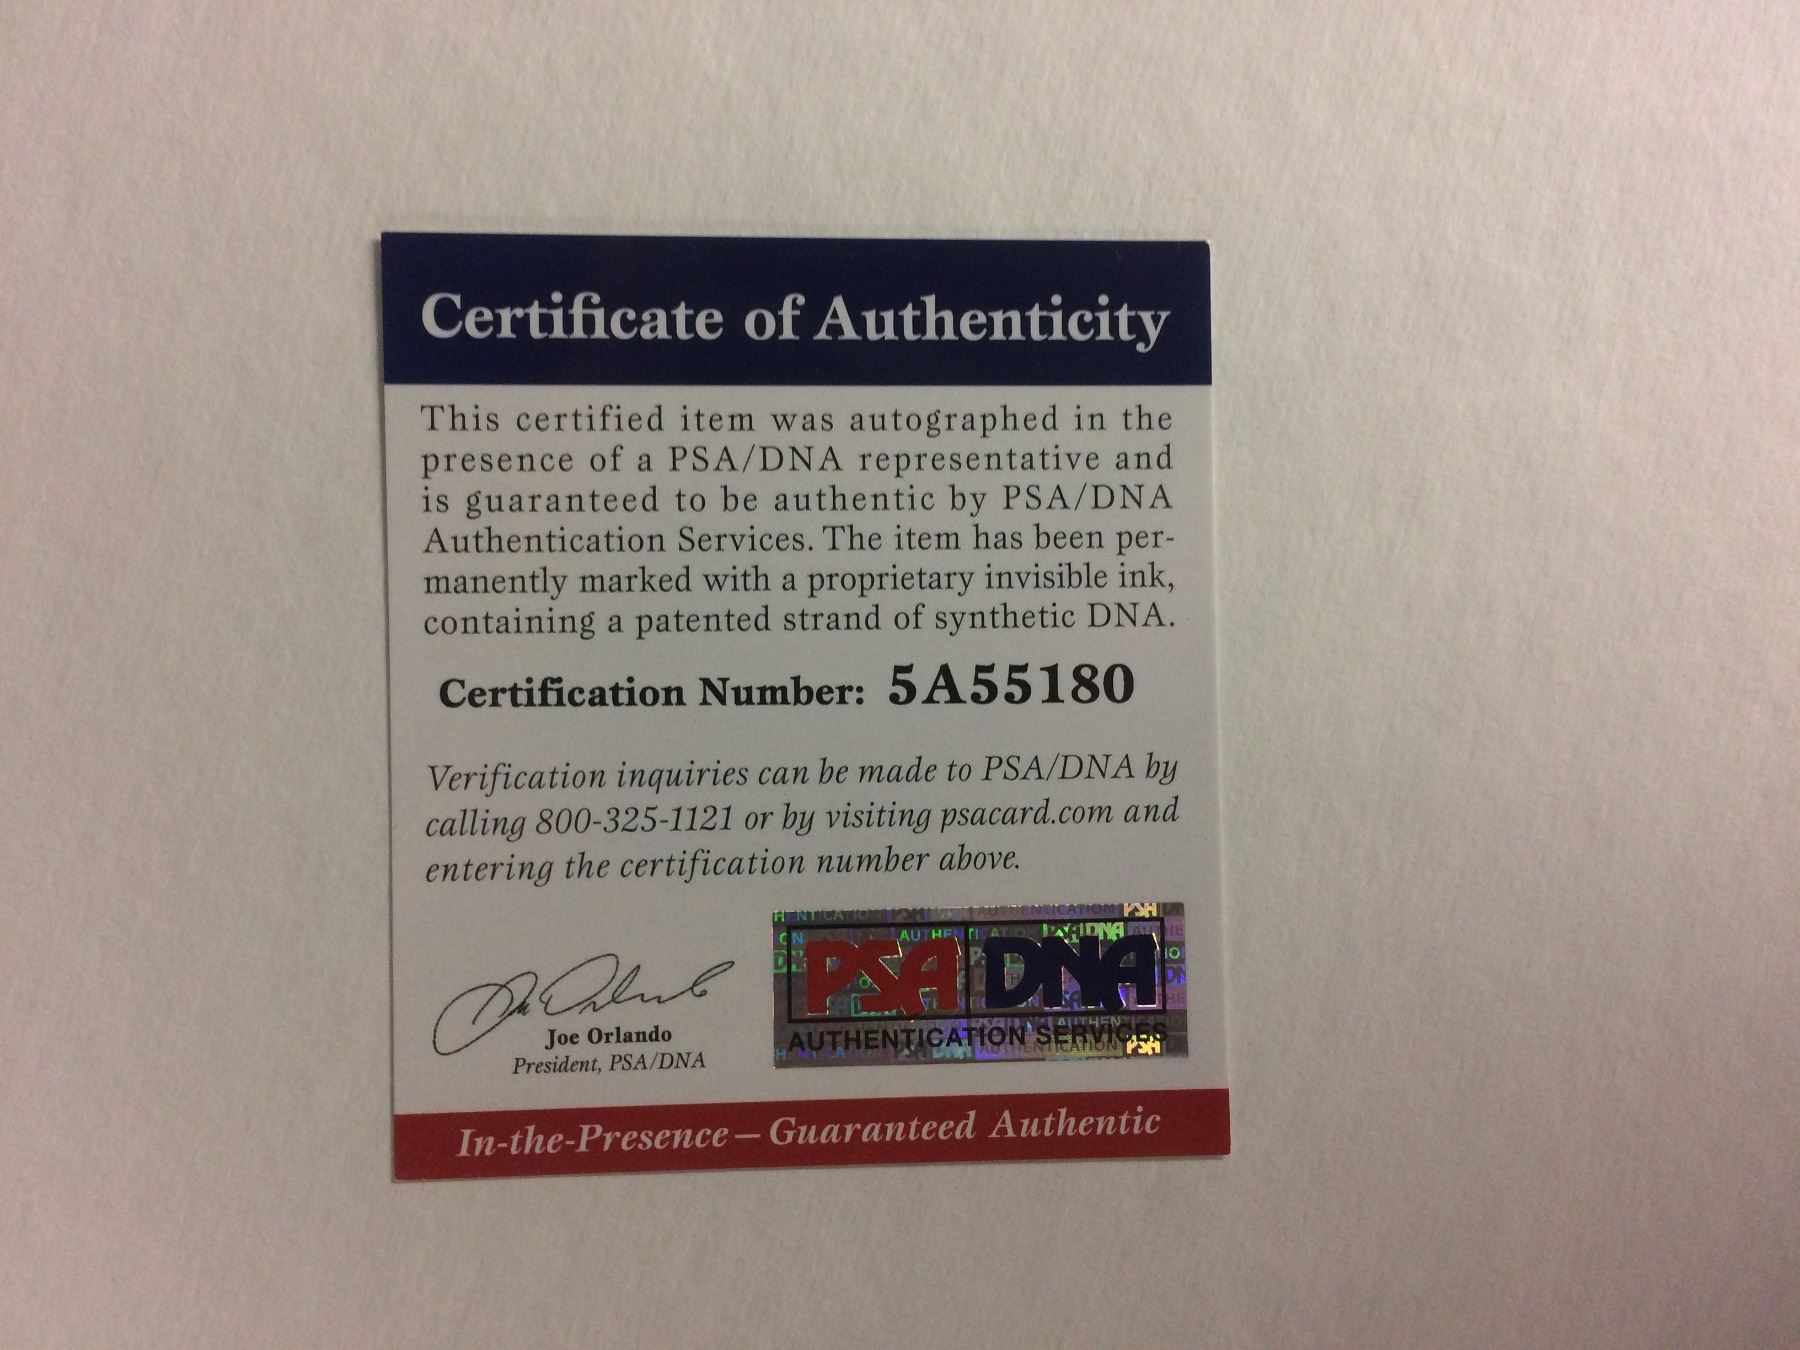 Certificate of Authenticity
This certified item was autographed in the
presence of a PSA/DNA representative and
is guaranteed to be authentic by PSA/DNA
Authentication Services. The item has been per-
manently marked with a proprietary invisible ink,
containing a patented strand of synthetic DNA.
Certification Number: 5A55180
Verification inquiries can be made to PSA/DNA by
calling 800-325-1121 or by visiting psacard.com and
entering the certification number above.
PSA DNA
AUTHENTICATION SERVICES
Joe Orlando
President, PSA/DNA
In-the-Presence — Guaranteed Authentic